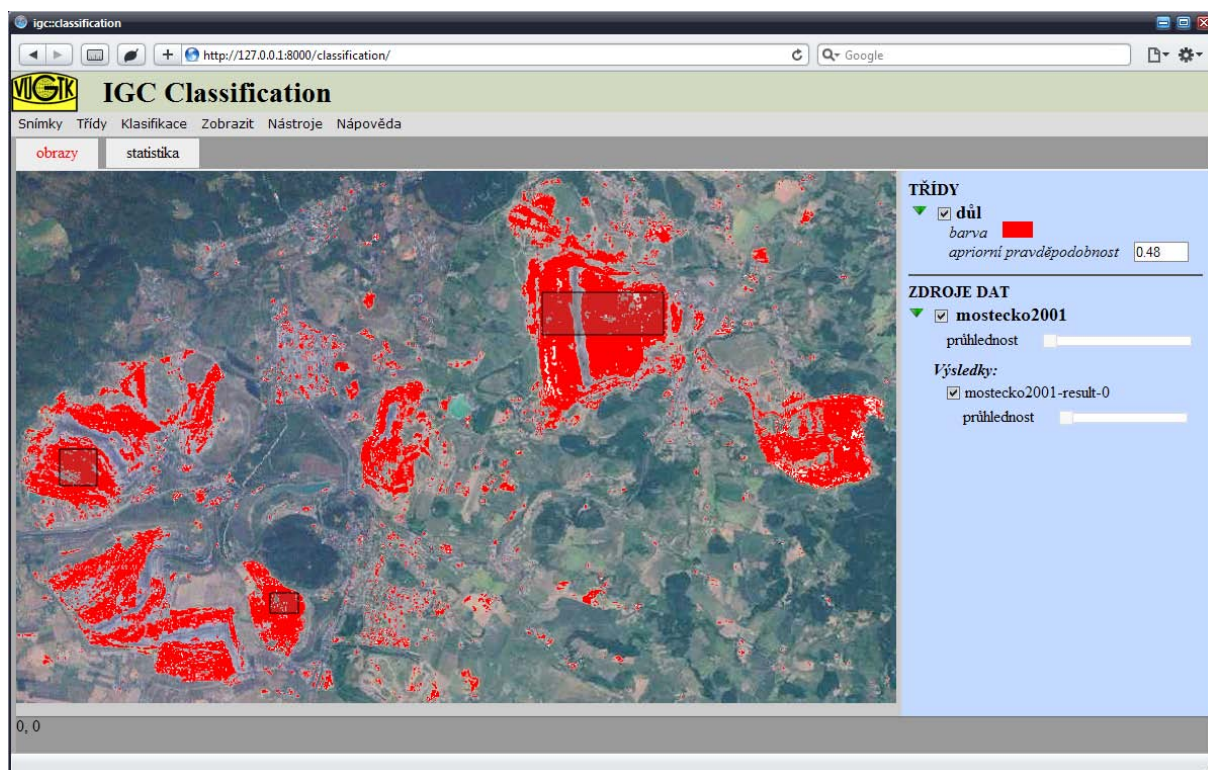 igc::classification
http://127.0.0.1:8000/classification/
Google
VUGTK
IGC Classification
Snímky Třídy Klasifikace Zobrazit Nástroje Nápověda
obrazy statistika
TŘÍDY
důl
barva
apriorní pravděpodobnost 0.48
ZDROJE DAT
mostecko2001
průhlednost
Výsledky:
mostecko2001-result-0
průhlednost
0, 0